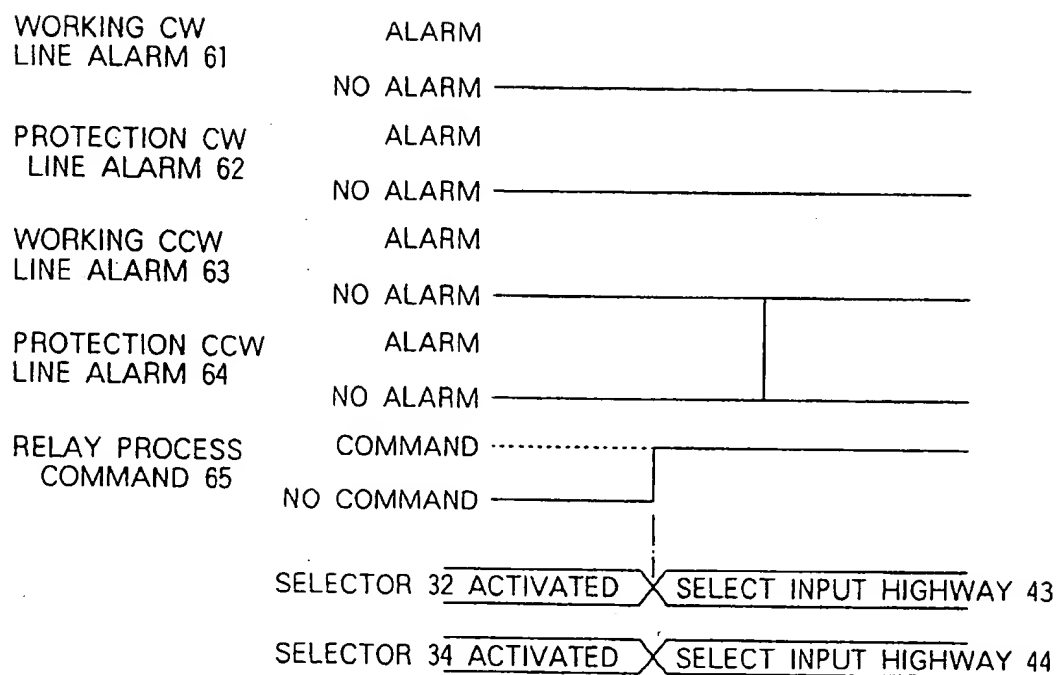 WORKING CW
LINE ALARM 61
ALARM
NO ALARM
PROTECTION CW
LINE ALARM 62
ALARM
NO ALARM
WORKING CCW
LINE ALARM 63
ALARM
NO ALARM
PROTECTION CCW
LINE ALARM 64
ALARM
NO ALARM
RELAY PROCESS
COMMAND 65
COMMAND
NO COMMAND
SELECTOR 32 ACTIVATED SELECT INPUT HIGHWAY 43
SELECTOR 34 ACTIVATED SELECT INPUT HIGHWAY 44